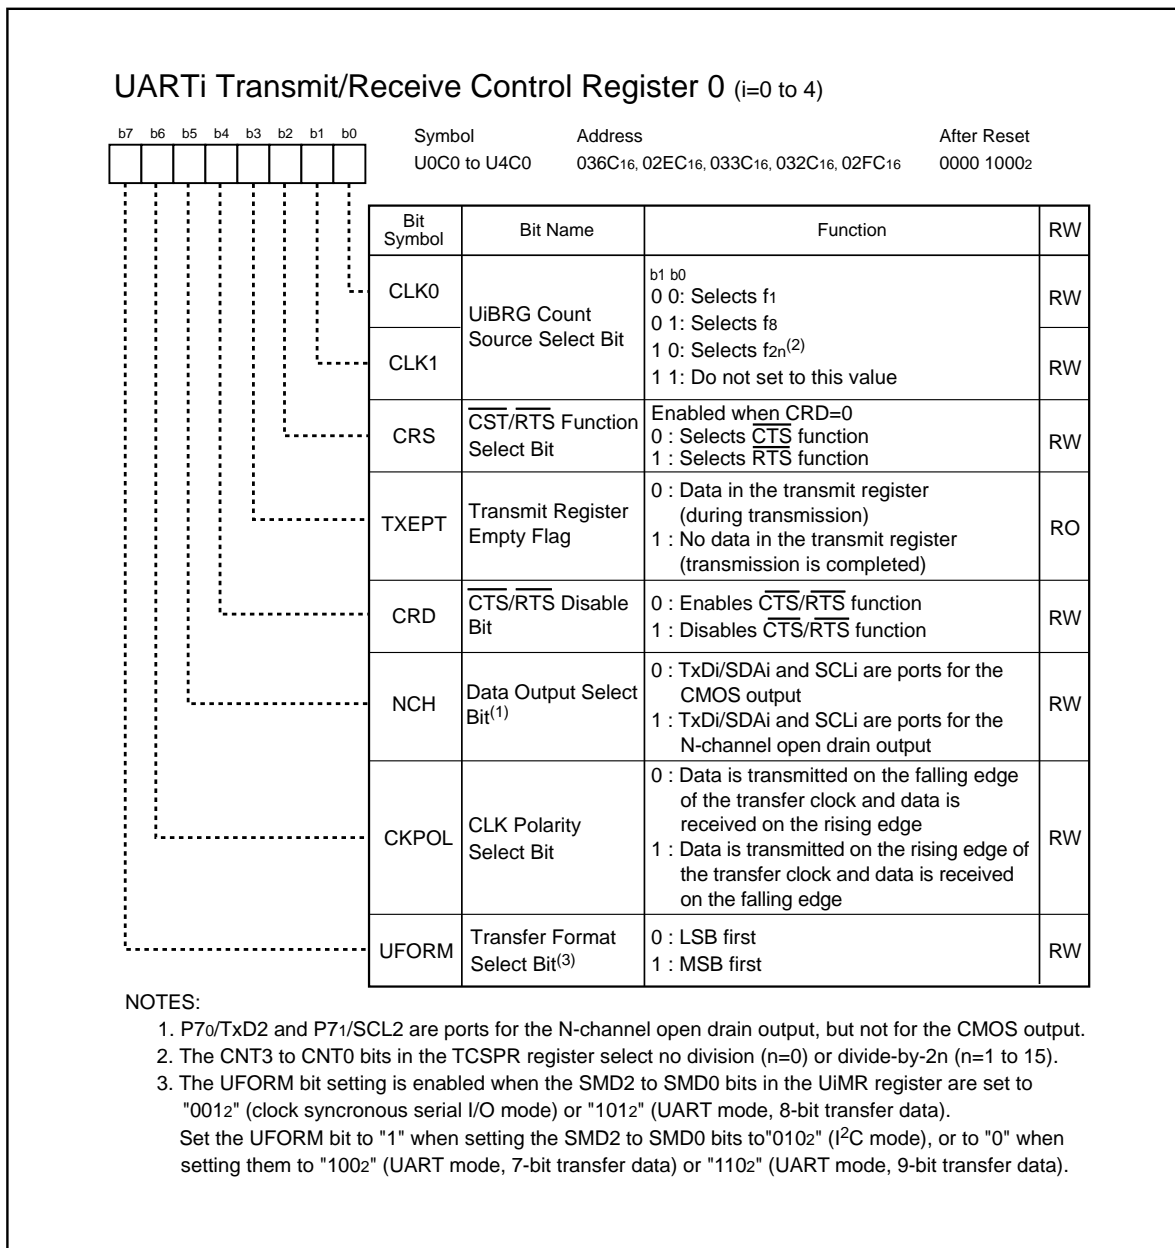 UARTi Transmit/Receive Control Register 0 (i=0 to 4)
b7 b6 b5 b4 b3 b2 b1 b0
Symbol Address After Reset
U0C0 to U4C0 036C16, 02EC16, 033C16, 032C16, 02FC16 0000 10002
Bit Symbol
Bit Name
Function
RW
CLK0
CLK1
UiBRG Count
Source Select Bit
b1 b0
0 0: Selects f1
0 1: Selects f8
1 0: Selects f2n(2)
1 1: Do not set to this value
RW
RW
CRS
CST/RTS Function
Select Bit
Enabled when CRD=0
0 : Selects CTS function
1 : Selects RTS function
RW
TXEPT
Transmit Register
Empty Flag
0 : Data in the transmit register
(during transmission)
1 : No data in the transmit register
(transmission is completed)
RO
CRD
CTS/RTS Disable
Bit
0 : Enables CTS/RTS function
1 : Disables CTS/RTS function
RW
NCH
Data Output Select
Bit(1)
0 : TxDi/SDAi and SCLi are ports for the
CMOS output
1 : TxDi/SDAi and SCLi are ports for the
N-channel open drain output
RW
CKPOL
CLK Polarity
Select Bit
0 : Data is transmitted on the falling edge
of the transfer clock and data is
received on the rising edge
1 : Data is transmitted on the rising edge of
the transfer clock and data is received
on the falling edge
RW
UFORM
Transfer Format
Select Bit(3)
0 : LSB first
1 : MSB first
RW
NOTES:
1. P70/TxD2 and P71/SCL2 are ports for the N-channel open drain output, but not for the CMOS output.
2. The CNT3 to CNT0 bits in the TCSPR register select no division (n=0) or divide-by-2n (n=1 to 15).
3. The UFORM bit setting is enabled when the SMD2 to SMD0 bits in the UiMR register are set to
"0012" (clock syncronous serial I/O mode) or "1012" (UART mode, 8-bit transfer data).
Set the UFORM bit to "1" when setting the SMD2 to SMD0 bits to"0102" (I2C mode), or to "0" when
setting them to "1002" (UART mode, 7-bit transfer data) or "1102" (UART mode, 9-bit transfer data).